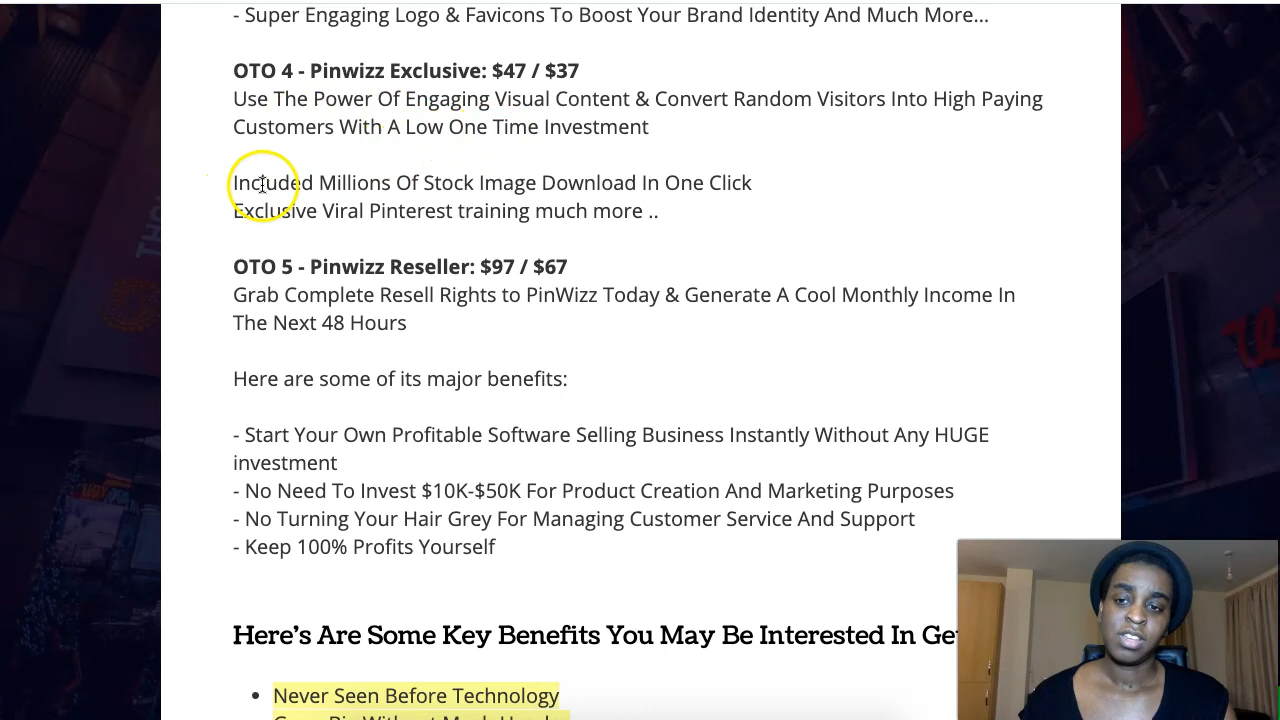 - Super Engaging Logo & Favicons To Boost Your Brand Identity And Much More...
OTO 4 - Pinwizz Exclusive: $47 / $37
Use The Power Of Engaging Visual Content & Convert Random Visitors Into High Paying
Customers With A Low One Time Investment
Included Millions Of Stock Image Download In One Click
Exclusive Viral Pinterest training much more ..
OTO 5 - Pinwizz Reseller: $97 / $67
Grab Complete Resell Rights to PinWizz Today & Generate A Cool Monthly Income In
The Next 48 Hours
Here are some of its major benefits:
- Start Your Own Profitable Software Selling Business Instantly Without Any HUGE
investment
- No Need To Invest $10K-$50K For Product Creation And Marketing Purposes
- No Turning Your Hair Grey For Managing Customer Service And Support
- Keep 100% Profits Yourself
Here's Are Some Key Benefits You May Be Interested In
Never Seen Before Technology